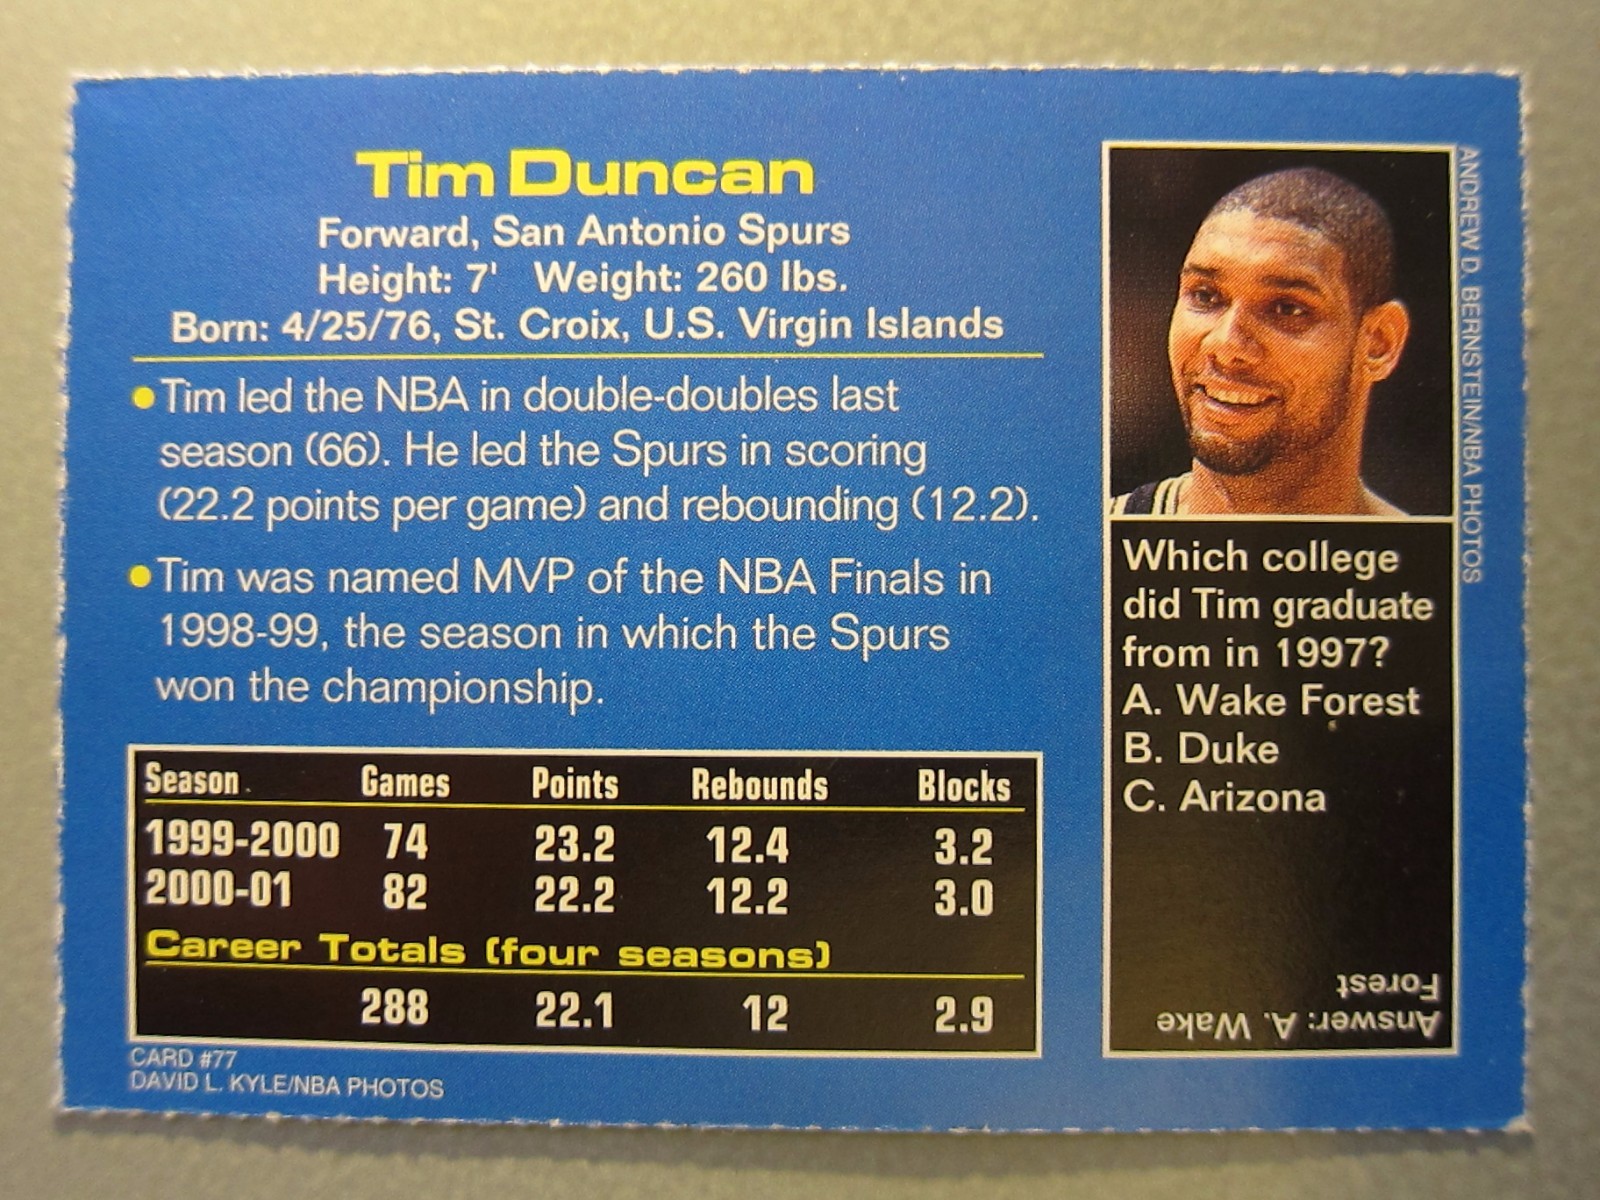 Tim Duncan
Forward, San Antonio Spurs
Height: 7' Weight: 260 lbs.
Born: 4/25/76, St. Croix, U.S. Virgin Islands
• Tim led the NBA in double-doubles last
season (66). He led the Spurs in scoring
(22.2 points per game) and rebounding (12.2).
• Tim was named MVP of the NBA Finals in
1998-99, the season in which the Spurs
won the championship.
Season Games Points Rebounds Blocks
1999-2000 74 23.2 12.4 3.2
2000-01 82 22.2 12.2 3.0
Career Totals (four seasons)
288 22.1 12 2.9
CARD #77
DAVID L. KYLE/NBA PHOTOS
ANDREW D. BERNSTEIN/NBA PHOTOS
Which college
did Tim graduate
from in 1997?
A. Wake Forest
B. Duke
C. Arizona
Answer: A. Wake
Forest